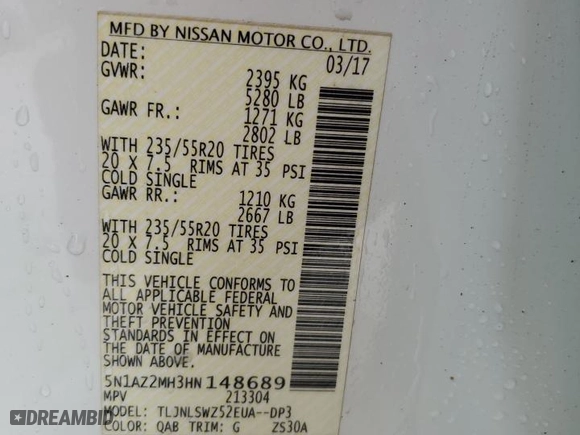 MFD BY NISSAN MOTOR CO., LTD.
DATE: 03/17
GVWR: 2395 KG
5280 LB
GAWR FR.: 1271 KG
2802 LB
WITH 235/55R20 TIRES
20 X 7.5 RIMS AT 35 PSI
COLD SINGLE
GAWR RR.: 1210 KG
2667 LB
WITH 235/55R20 TIRES
20 X 7.5 RIMS AT 35 PSI
COLD SINGLE
THIS VEHICLE CONFORMS TO
ALL APPLICABLE FEDERAL
MOTOR VEHICLE SAFETY AND
THEFT PREVENTION
STANDARDS IN EFFECT ON
THE DATE OF MANUFACTURE
SHOWN ABOVE.
5N1AZ2MH3HN148689
MPV 213304
MODEL: TLJNLSWZ52EUA--DP3
COLOR: QAB TRIM: G ZS30A
DEALERCLUB